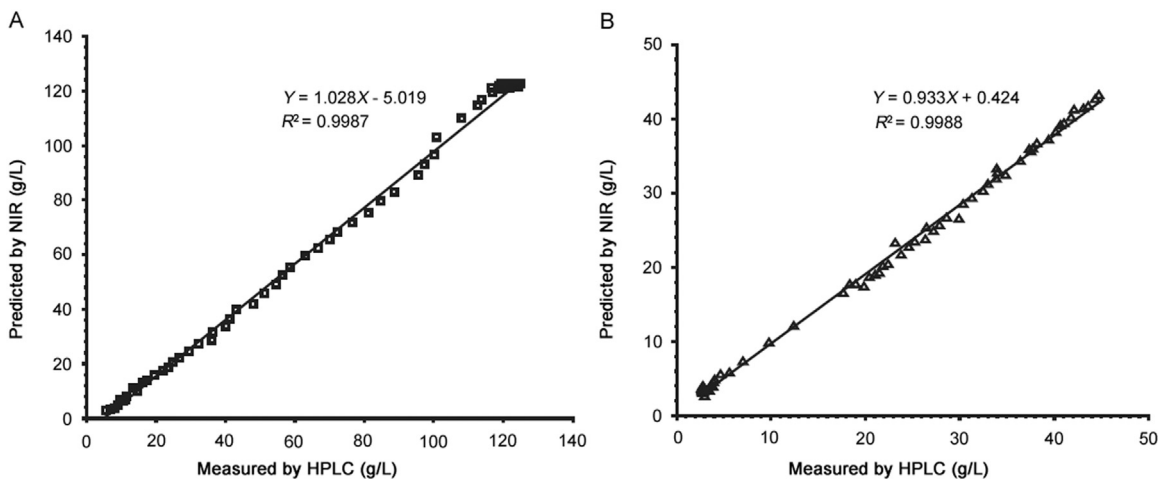 A
140
120
100
80
60
40
20
0
Predicted by NIR (g/L)
Y = 1.028X - 5.019
R² = 0.9987
0 20 40 60 80 100 120 140
Measured by HPLC (g/L)
B
50
40
30
20
10
0
Predicted by NIR (g/L)
Y = 0.933X + 0.424
R² = 0.9988
0 10 20 30 40 50
Measured by HPLC (g/L)